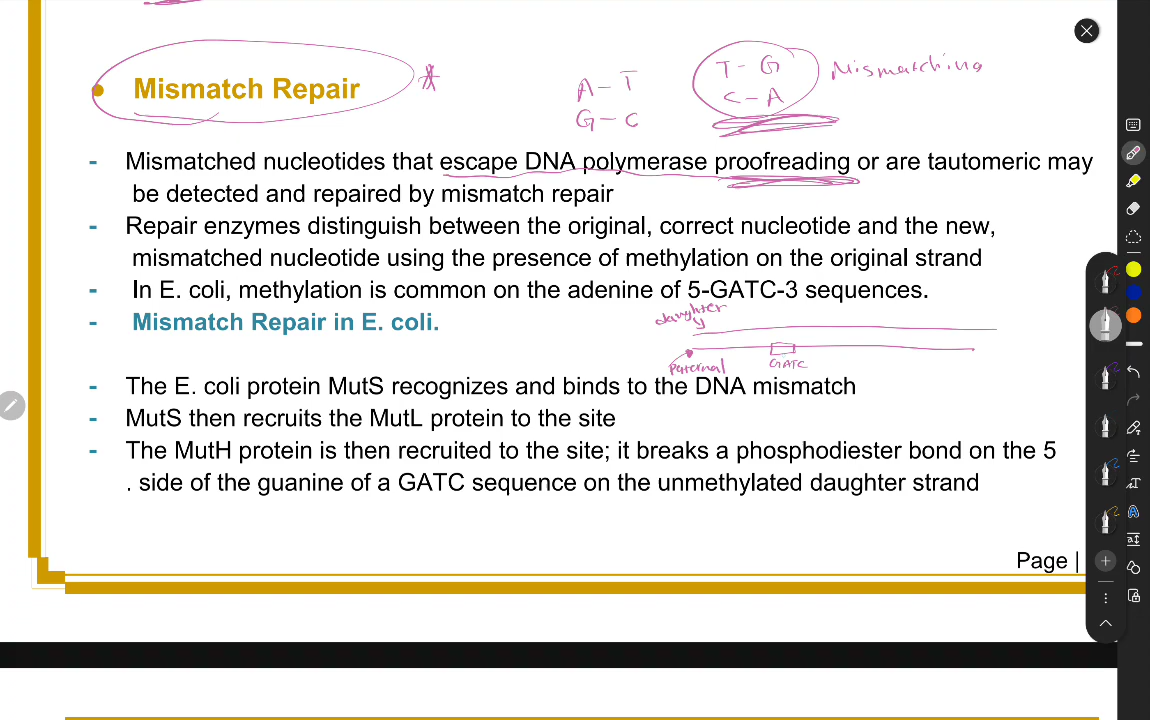 T - G Mismatching
A - T
C - A
G - C
• Mismatch Repair
- Mismatched nucleotides that escape DNA polymerase proofreading or are tautomeric may
be detected and repaired by mismatch repair
- Repair enzymes distinguish between the original, correct nucleotide and the new,
mismatched nucleotide using the presence of methylation on the original strand
- In E. coli, methylation is common on the adenine of 5-GATC-3 sequences.
daughter
- Mismatch Repair in E. coli.
parental GATC
- The E. coli protein MutS recognizes and binds to the DNA mismatch
- MutS then recruits the MutL protein to the site
- The MutH protein is then recruited to the site; it breaks a phosphodiester bond on the 5
. side of the guanine of a GATC sequence on the unmethylated daughter strand
Page |